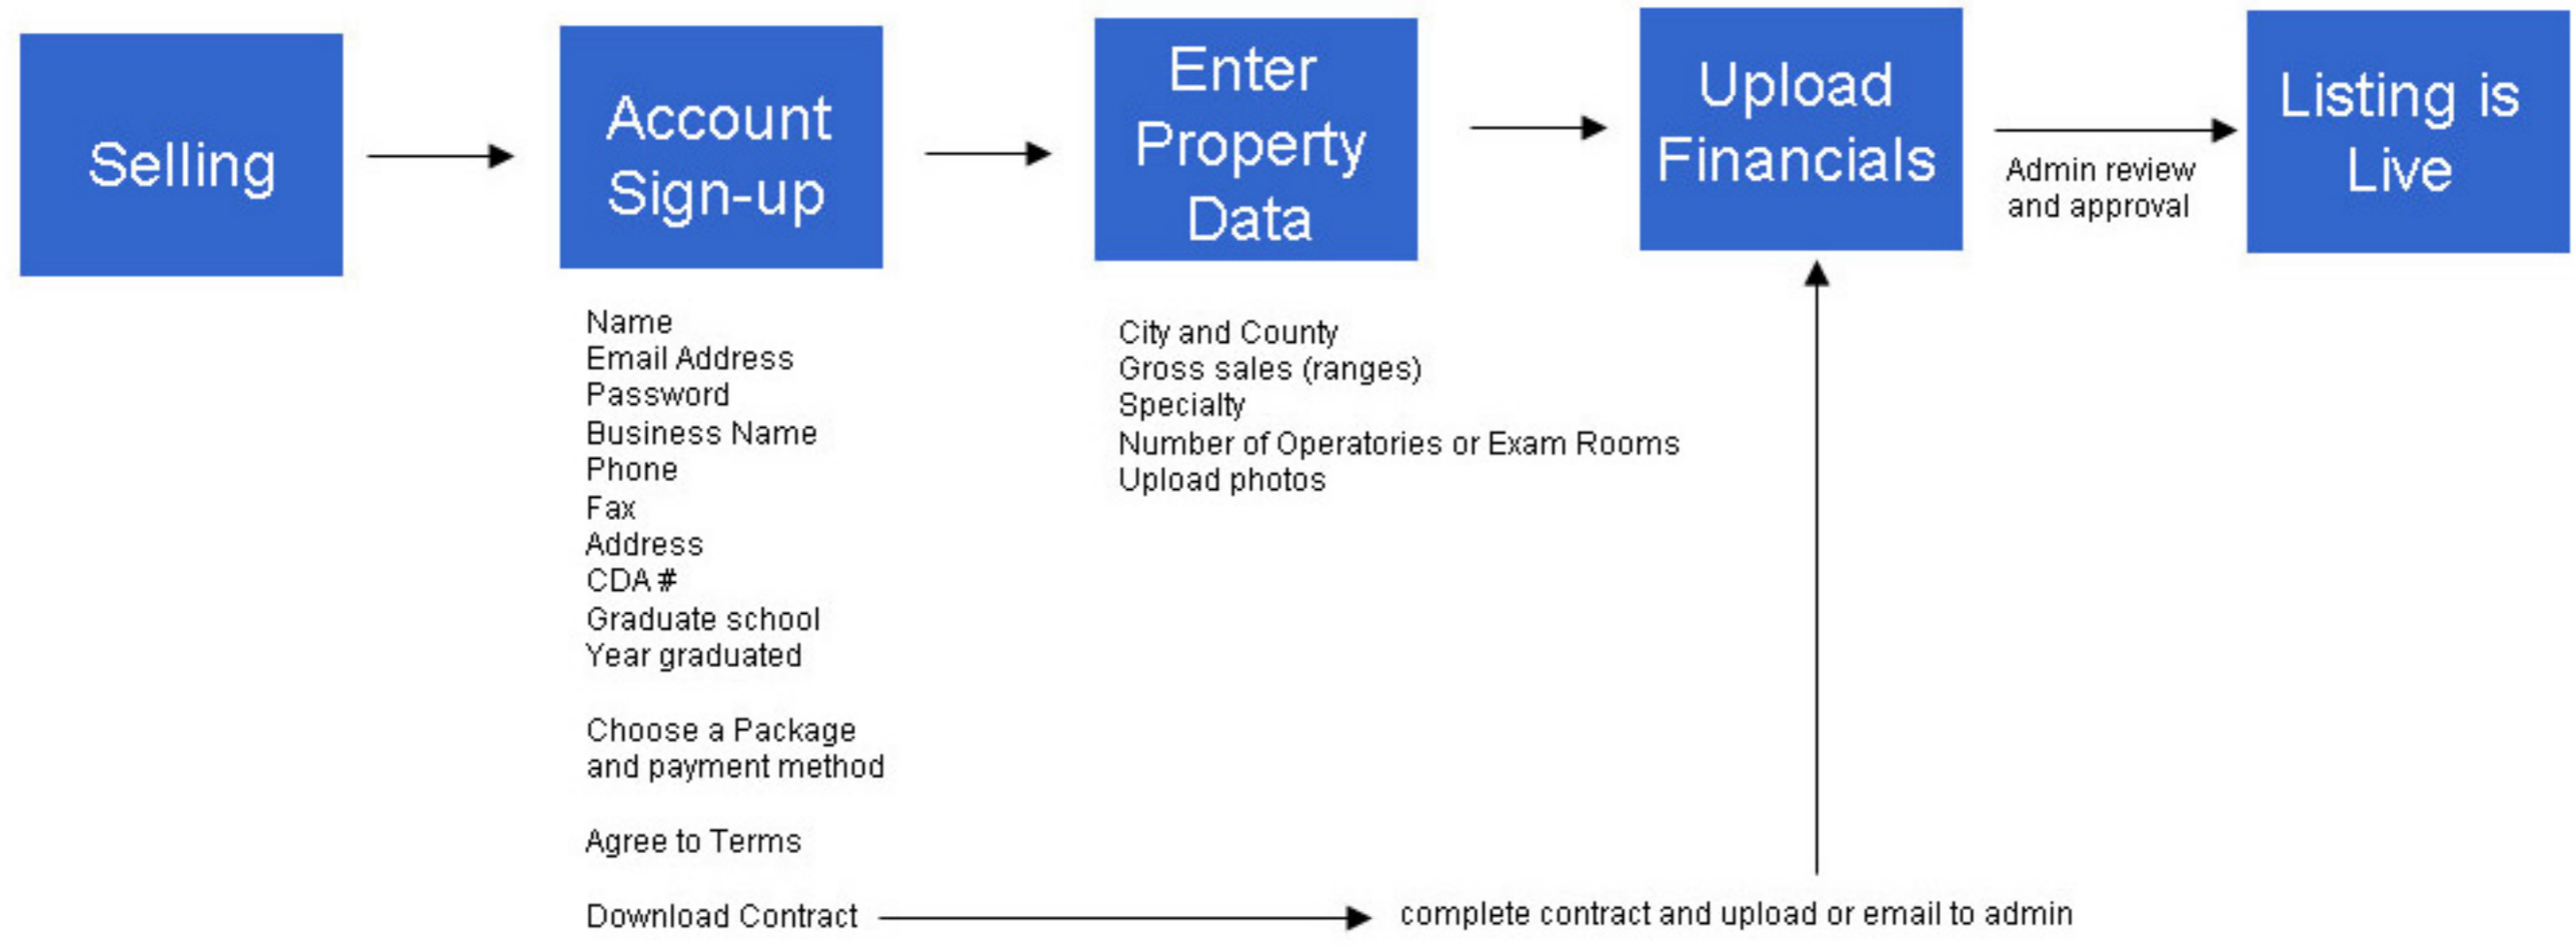 Selling
Account
Sign-up
Enter
Property
Data
Upload
Financials
Admin review
and approval
Listing is
Live
Name
Email Address
Password
Business Name
Phone
Fax
Address
CDA #
Graduate school
Year graduated
Choose a Package
and payment method
Agree to Terms
Download Contract
City and County
Gross sales (ranges)
Specialty
Number of Operatories or Exam Rooms
Upload photos
complete contract and upload or email to admin